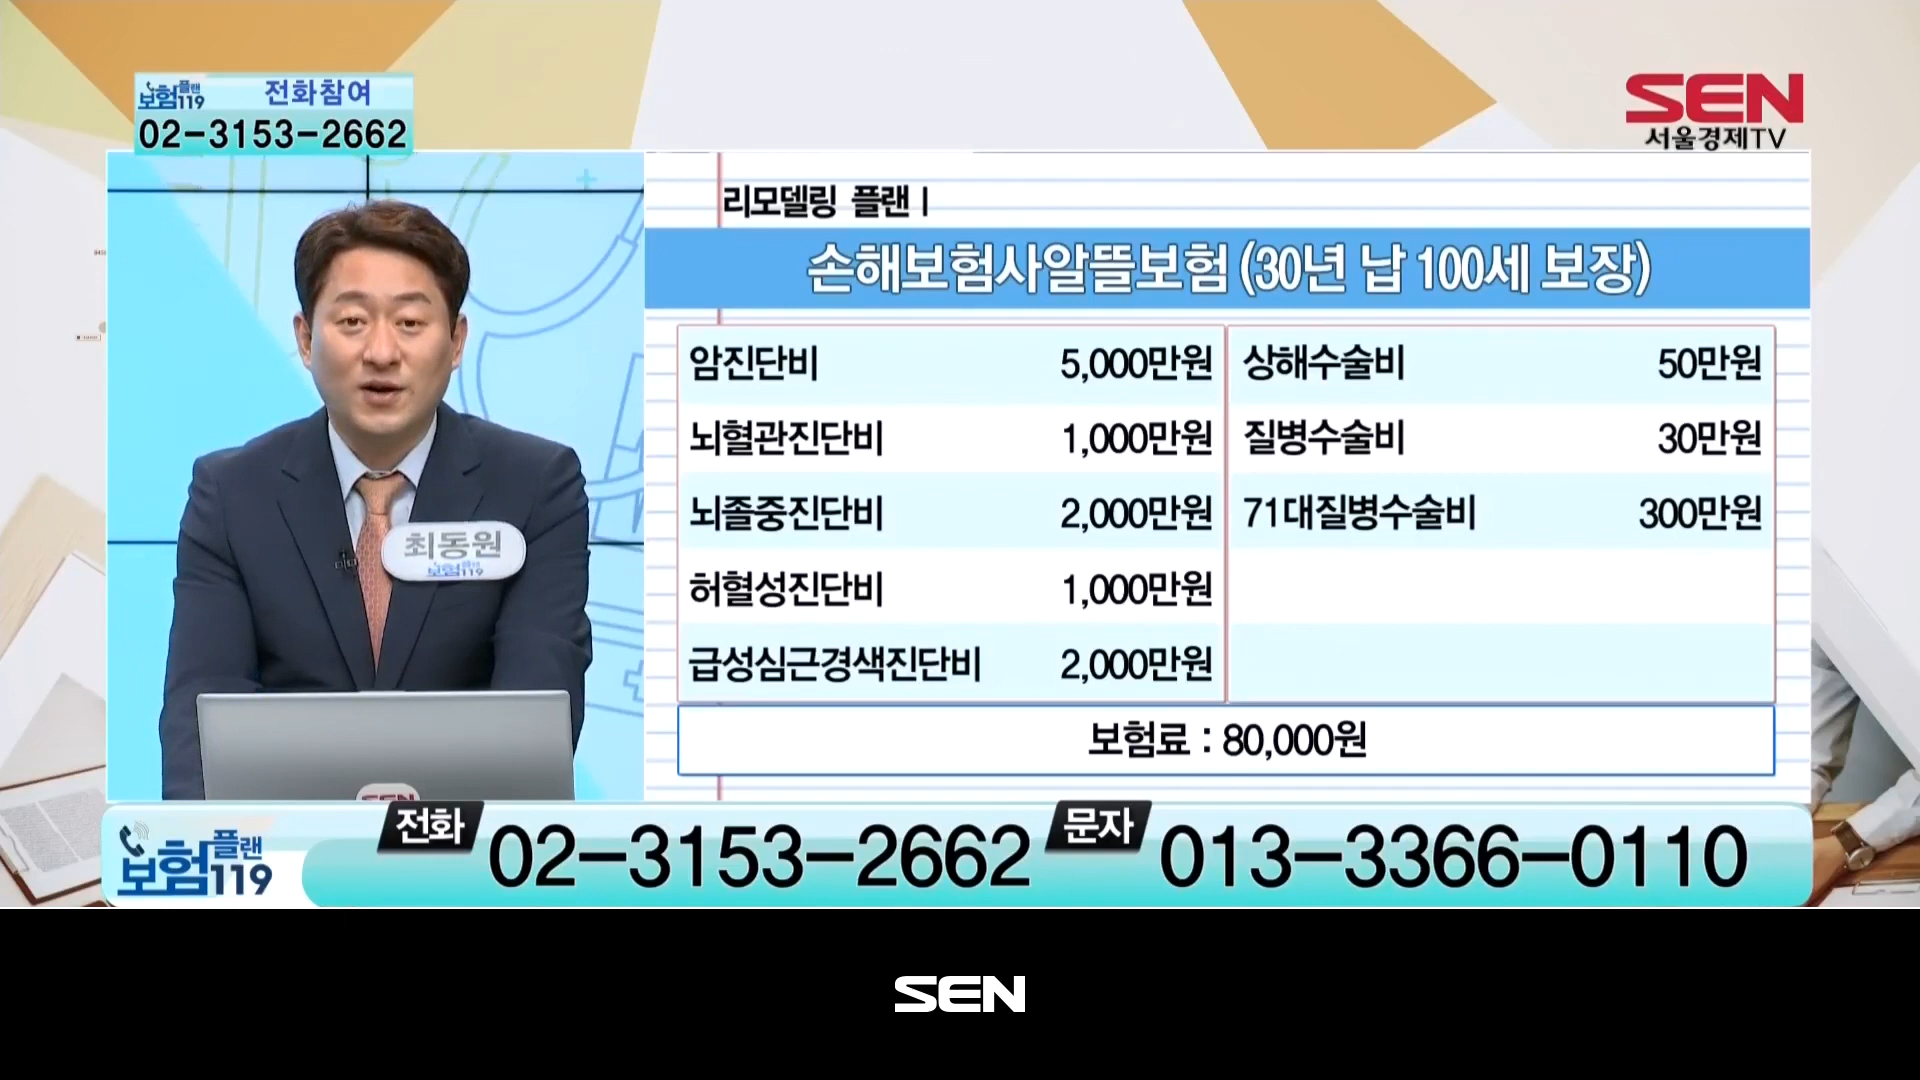 보험플랜119 전화참여
02-3153-2662
SEN
서울경제TV
리모델링 플랜 |
손해보험사알뜰보험 (30년 납 100세 보장)
암진단비 5,000만원 상해수술비 50만원
뇌혈관진단비 1,000만원 질병수술비 30만원
뇌졸중진단비 2,000만원 71대질병수술비 300만원
허혈성진단비 1,000만원
급성심근경색진단비 2,000만원
보험료 : 80,000원
최동원
보험플랜119
SEN
보험플랜119 전화 02-3153-2662 문자 013-3366-0110
SEN